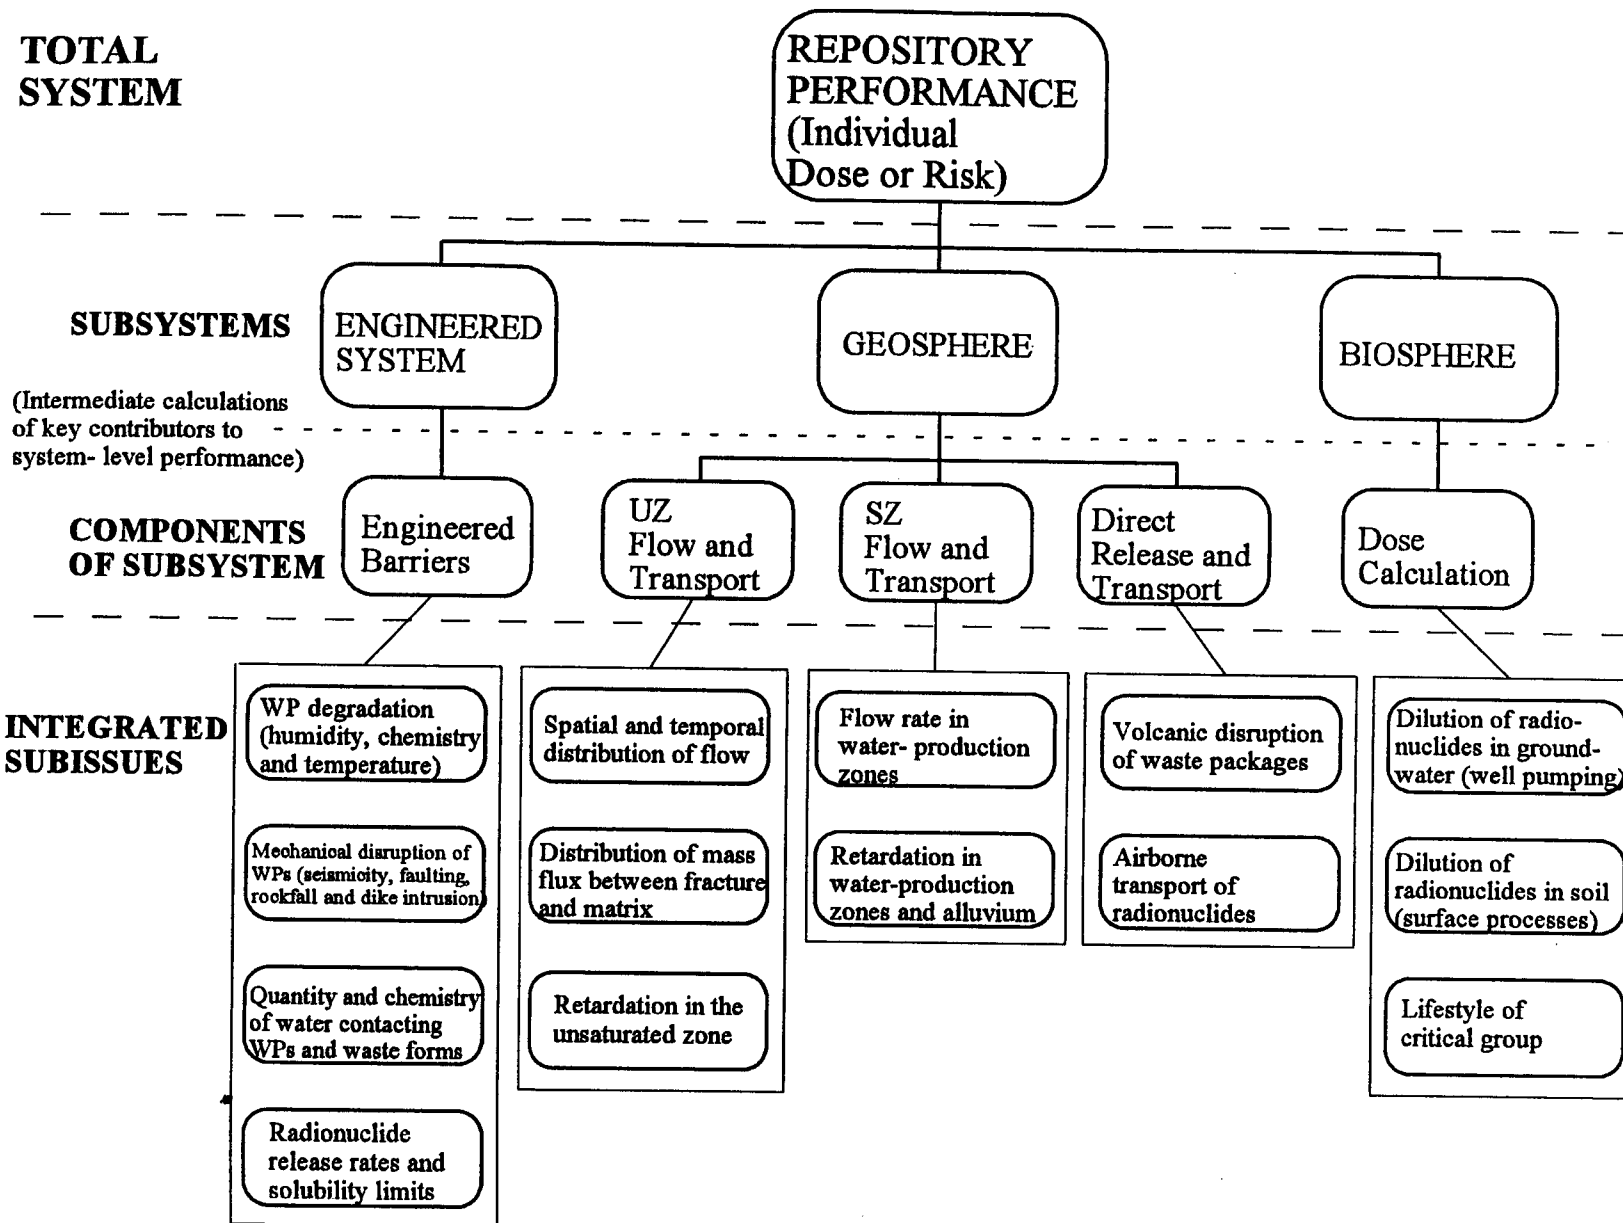 TOTAL
SYSTEM
REPOSITORY
PERFORMANCE
(Individual
Dose or Risk)
SUBSYSTEMS
(Intermediate calculations
of key contributors to
system- level performance)
ENGINEERED
SYSTEM
GEOSPHERE
BIOSPHERE
COMPONENTS
OF SUBSYSTEM
Engineered
Barriers
UZ
Flow and
Transport
SZ
Flow and
Transport
Direct
Release and
Transport
Dose
Calculation
INTEGRATED
SUBISSUES
WP degradation
(humidity, chemistry
and temperature)
Mechanical disruption of
WPs (seismicity, faulting,
rockfall and dike intrusion)
Quantity and chemistry
of water contacting
WPs and waste forms
Radionuclide
release rates and
solubility limits
Spatial and temporal
distribution of flow
Distribution of mass
flux between fracture
and matrix
Retardation in the
unsaturated zone
Flow rate in
water- production
zones
Retardation in
water-production
zones and alluvium
Volcanic disruption
of waste packages
Airborne
transport of
radionuclides
Dilution of radio-
nuclides in ground-
water (well pumping)
Dilution of
radionuclides in soil
(surface processes)
Lifestyle of
critical group